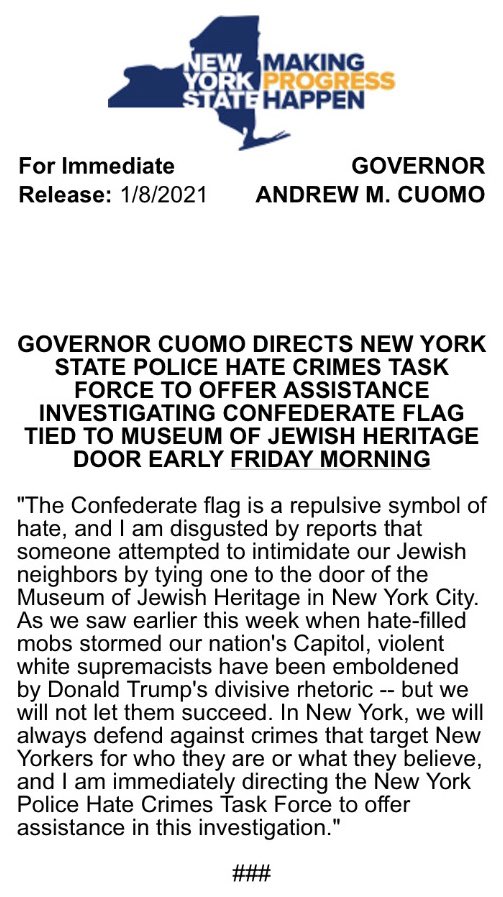 NEW YORK STATE
MAKING PROGRESS HAPPEN
For Immediate Release: 1/8/2021
GOVERNOR ANDREW M. CUOMO
GOVERNOR CUOMO DIRECTS NEW YORK
STATE POLICE HATE CRIMES TASK
FORCE TO OFFER ASSISTANCE
INVESTIGATING CONFEDERATE FLAG
TIED TO MUSEUM OF JEWISH HERITAGE
DOOR EARLY FRIDAY MORNING
"The Confederate flag is a repulsive symbol of
hate, and I am disgusted by reports that
someone attempted to intimidate our Jewish
neighbors by tying one to the door of the
Museum of Jewish Heritage in New York City.
As we saw earlier this week when hate-filled
mobs stormed our nation's Capitol, violent
white supremacists have been emboldened
by Donald Trump's divisive rhetoric -- but we
will not let them succeed. In New York, we will
always defend against crimes that target New
Yorkers for who they are or what they believe,
and I am immediately directing the New York
Police Hate Crimes Task Force to offer
assistance in this investigation."
###